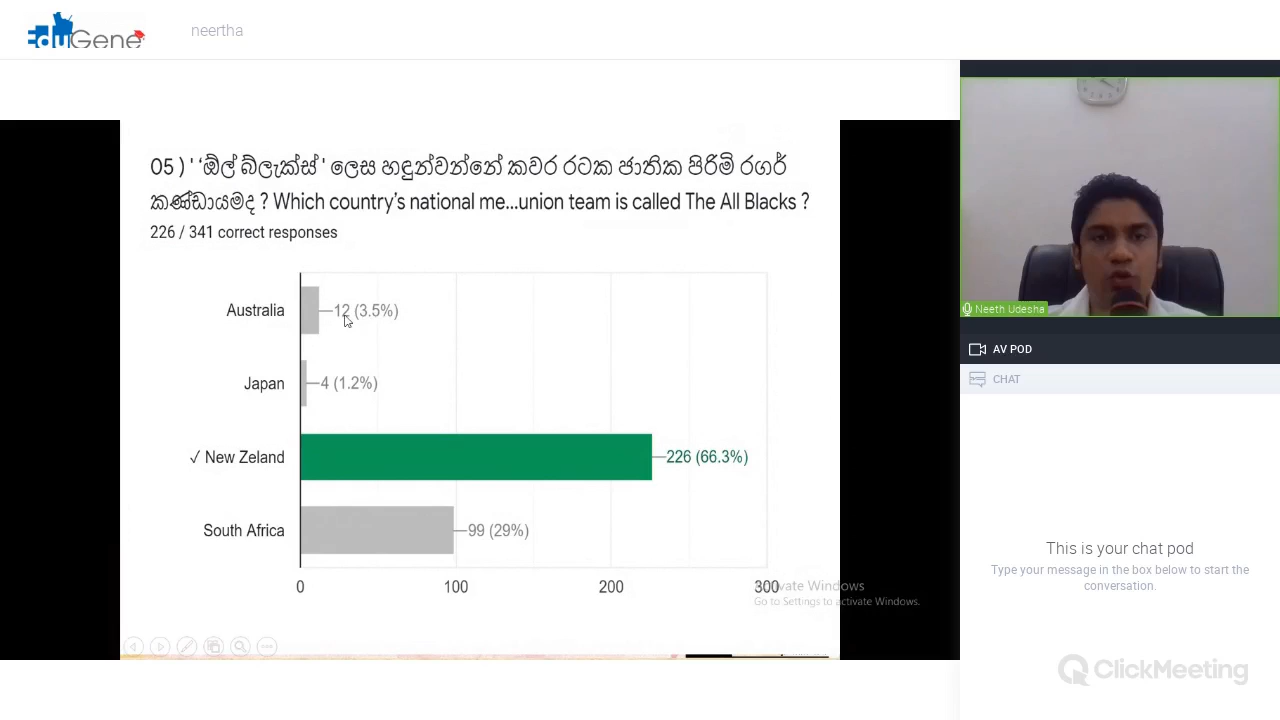 EduGene
neertha
05 ) ' ‘ඕල් බ්ලැක්ස් ' ලෙස හඳුන්වන්නේ කවර රටක ජාතික පිරිමි රගර්
කණ්ඩායමද ? Which country’s national me...union team is called The All Blacks ?
226 / 341 correct responses
Australia
12 (3.5%)
Japan
4 (1.2%)
✓ New Zeland
226 (66.3%)
South Africa
99 (29%)
0 100 200 300
Activate Windows
Go to Settings to activate Windows.
Neeth Udesha
AV POD
CHAT
This is your chat pod
Type your message in the box below to start the
conversation.
ClickMeeting